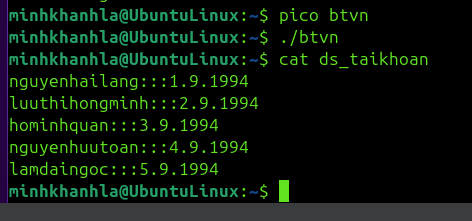 minhkhanhla@UbuntuLinux:~$ pico btvn
minhkhanhla@UbuntuLinux:~$ ./btvn
minhkhanhla@UbuntuLinux:~$ cat ds_taikhoan
nguyenhailang:::1.9.1994
luuthihongminh:::2.9.1994
hominhquan:::3.9.1994
nguyenhuutoan:::4.9.1994
lamdaingoc:::5.9.1994
minhkhanhla@UbuntuLinux:~$